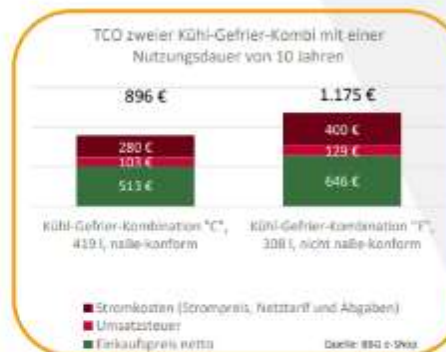 TCO zweier Kühl-Gefrier-Kombi mit einer
Nutzungsdauer von 10 Jahren
896 €
1.175 €
280 €
103 €
513 €
400 €
129 €
646 €
Kühl-Gefrier-Kombination "C",
419 l, naBe-konform
Kühl-Gefrier-Kombination
308 l, nicht naBe-konform
Stromkosten (Strompreis, Netztarif und Abgaben)
Umsatzsteuer
Einkaufspreis netto
Quelle: BBG e-Shop